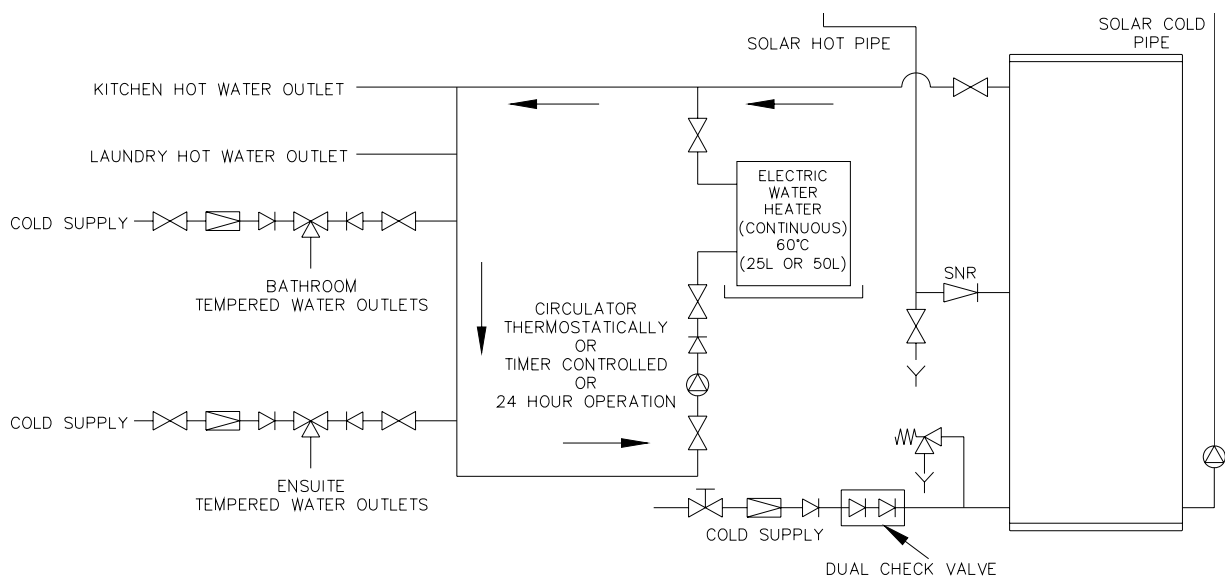 SOLAR HOT PIPE
SOLAR COLD
PIPE
KITCHEN HOT WATER OUTLET
LAUNDRY HOT WATER OUTLET
ELECTRIC
WATER
HEATER
(CONTINUOUS)
60°C
(25L OR 50L)
COLD SUPPLY
BATHROOM
TEMPERED WATER OUTLETS
SNR
CIRCULATOR
THERMOSTATICALLY
OR
TIMER CONTROLLED
OR
24 HOUR OPERATION
COLD SUPPLY
ENSUITE
TEMPERED WATER OUTLETS
COLD SUPPLY
DUAL CHECK VALVE